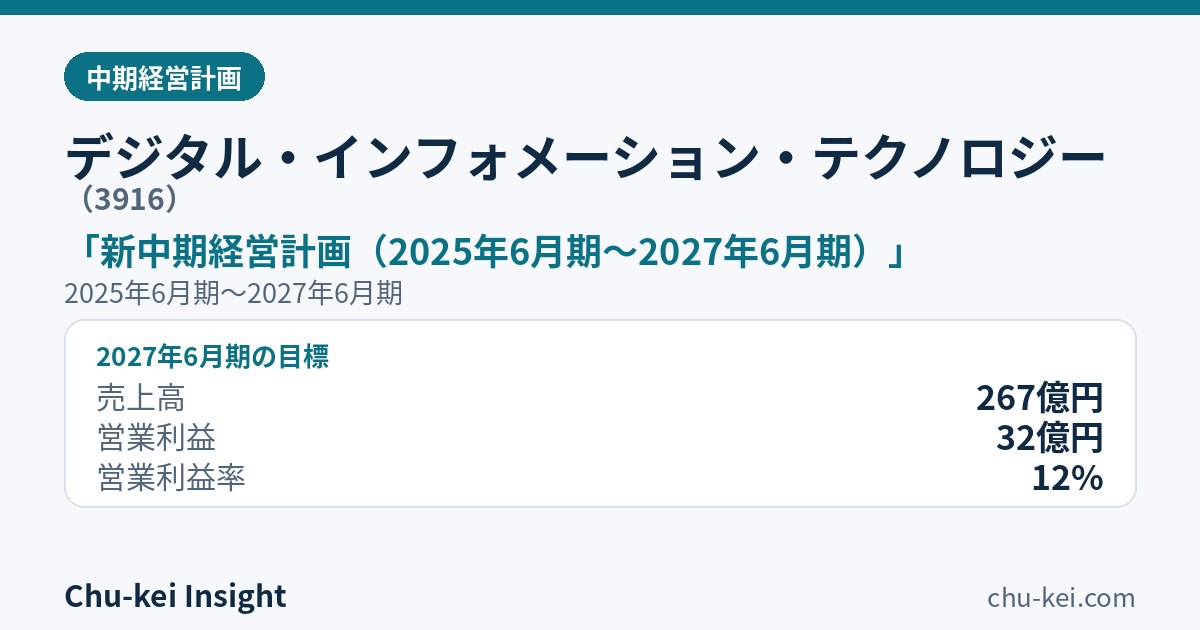 中期経営計画
デジタル・インフォメーション・テクノロジー
（3916）
「新中期経営計画（2025年6月期～2027年6月期）」
2025年6月期～2027年6月期
2027年6月期の目標
売上高 267億円
営業利益 32億円
営業利益率 12%
Chu-kei Insight chu-kei.com